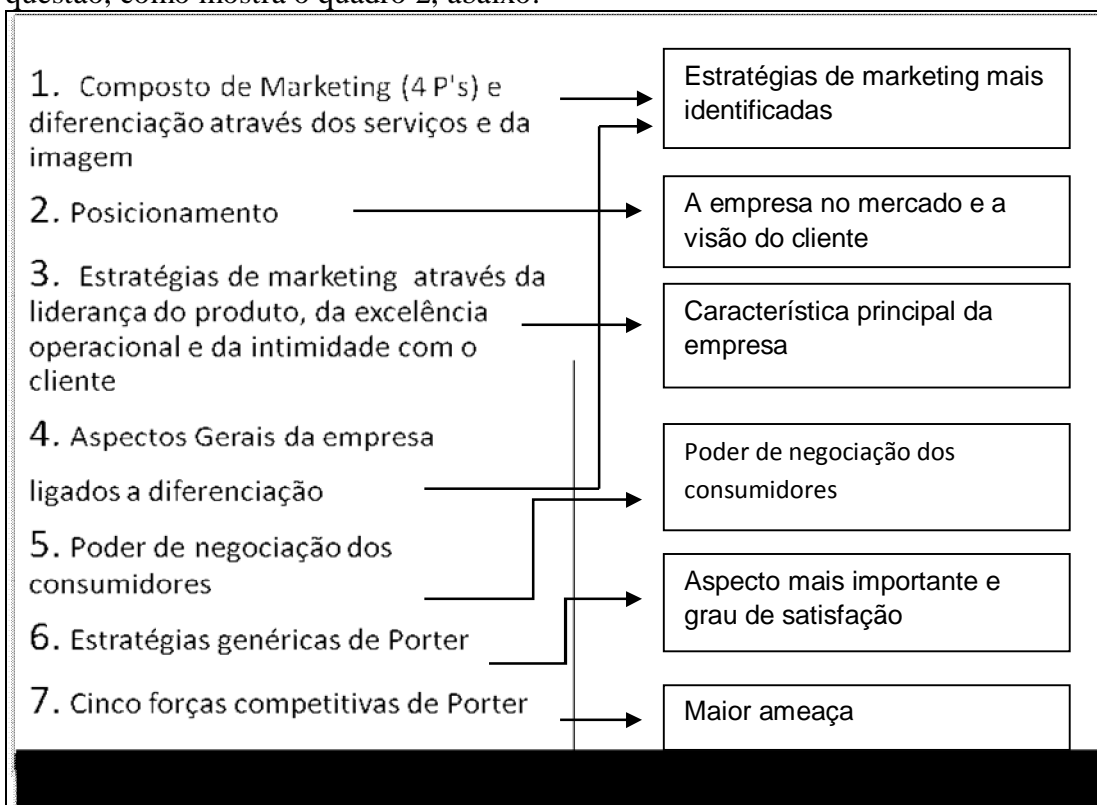 questão, como mostra o quadro 2, abaixo:
1. Composto de Marketing (4 P's) e
diferenciação através dos serviços e da
imagem
2. Posicionamento
3. Estratégias de marketing através da
liderança do produto, da excelência
operacional e da intimidade com o
cliente
4. Aspectos Gerais da empresa
ligados a diferenciação
5. Poder de negociação dos
consumidores
6. Estratégias genéricas de Porter
7. Cinco forças competitivas de Porter
Estratégias de marketing mais
identificadas
A empresa no mercado e a
visão do cliente
Característica principal da
empresa
Poder de negociação dos
consumidores
Aspecto mais importante e
grau de satisfação
Maior ameaça